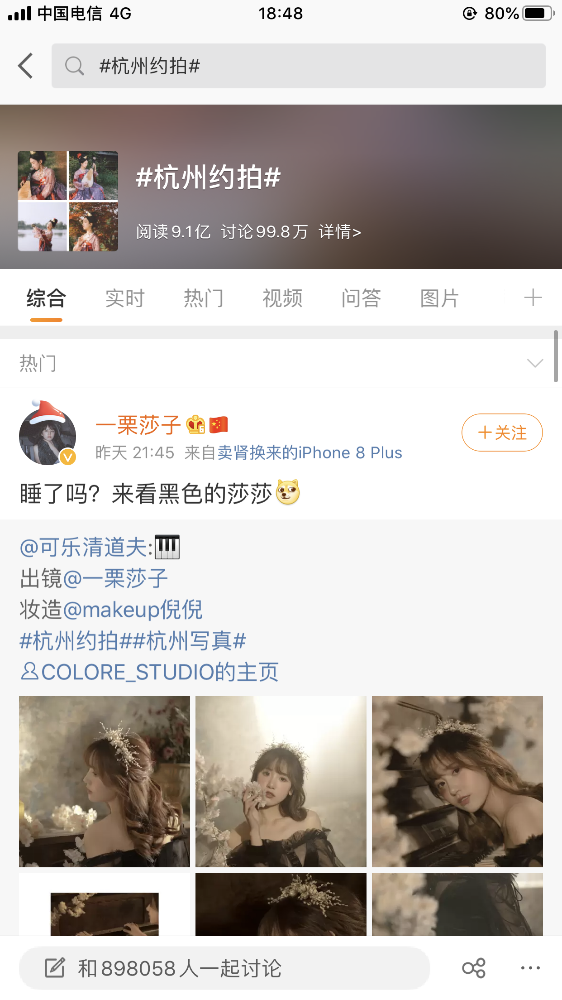 中国电信 4G 18:48 80%
#杭州约拍#
#杭州约拍#
阅读9.1亿 讨论99.8万 详情>
综合 实时 热门 视频 问答 图片
热门
一栗莎子
6
昨天 21:45 来自卖肾换来的iPhone 8 Plus
+关注
睡了吗？来看黑色的莎莎
@可乐清道夫:
出镜@一栗莎子
妆造@makeup倪倪
#杭州约拍##杭州写真#
COLORE_STUDIO的主页
和898058人一起讨论